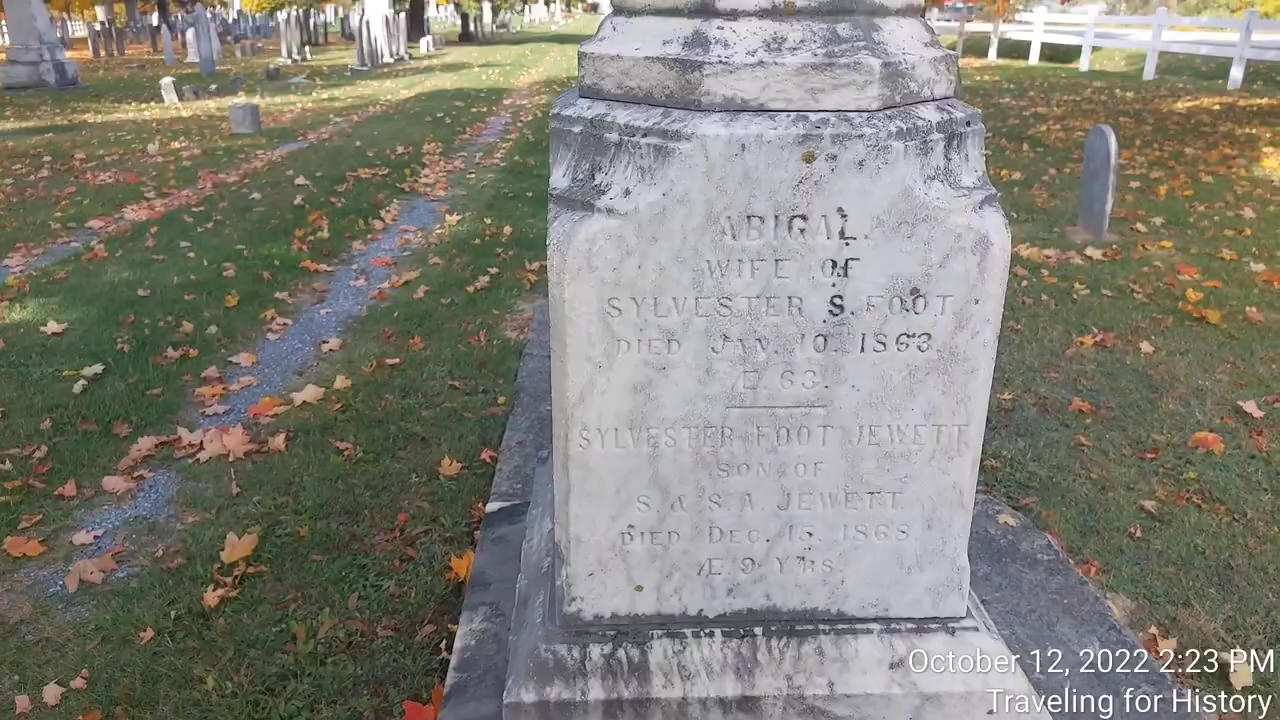 ABIGAL.
WIFE OF
SYLVESTER S. FOOT
DIED JAN. 10. 1863
Æ. 63.
SYLVESTER FOOT JEWETT
SON OF
S. & S. A. JEWETT
DIED DEC. 15. 1868
Æ. 9 Y'RS.
October 12, 2022 2:23 PM
Traveling for History